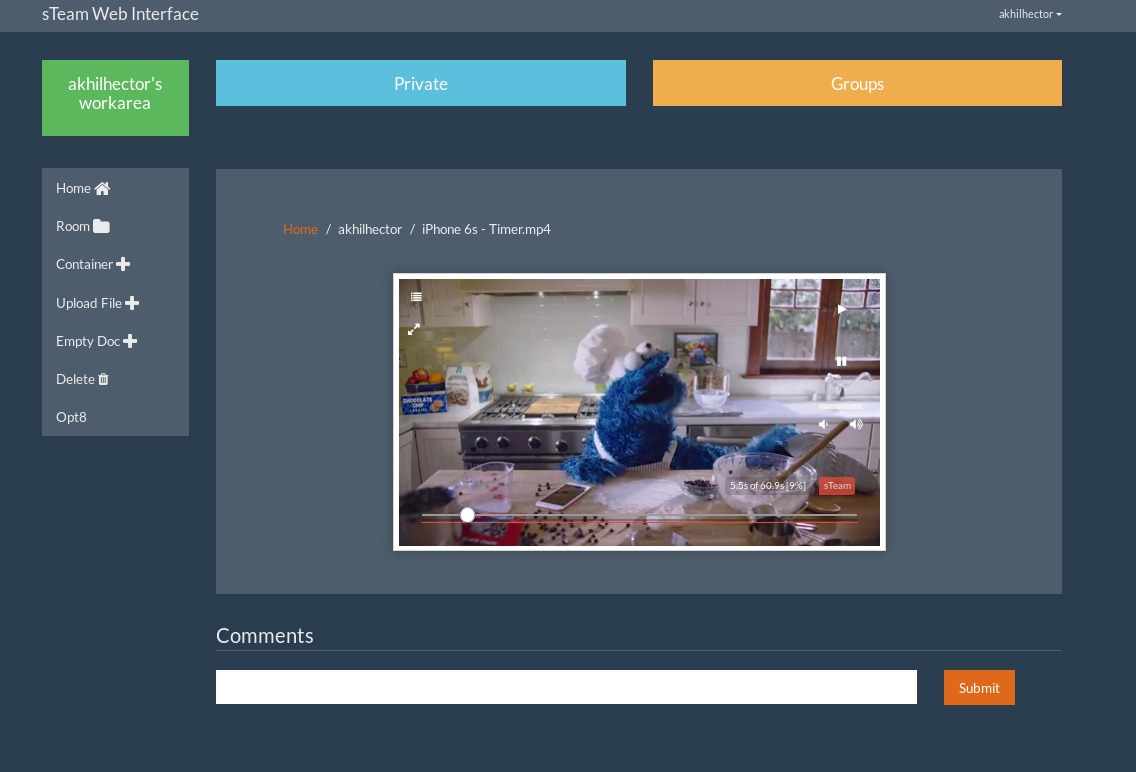 sTeam Web Interface
akhilhector
akhilhector's
workarea
Private
Groups
Home
Room
Container
Upload File
Empty Doc
Delete
Opt8
Home / akhilhector / iPhone 6s - Timer.mp4
CHOCOLATE
CHIP
5.5s of 60.9s [9%]
sTeam
Comments
Submit